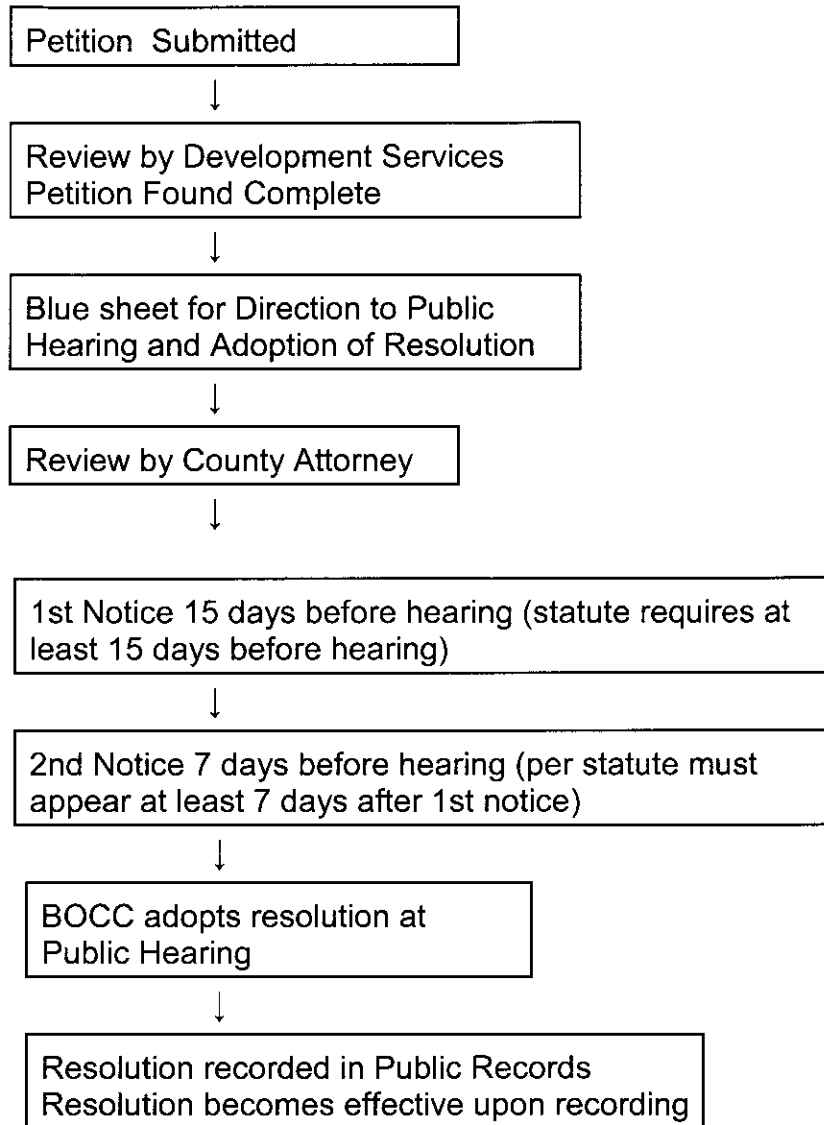 Petition Submitted
↓
Review by Development Services
Petition Found Complete
↓
Blue sheet for Direction to Public
Hearing and Adoption of Resolution
↓
Review by County Attorney
↓
1st Notice 15 days before hearing (statute requires at
least 15 days before hearing)
↓
2nd Notice 7 days before hearing (per statute must
appear at least 7 days after 1st notice)
↓
BOCC adopts resolution at
Public Hearing
↓
Resolution recorded in Public Records
Resolution becomes effective upon recording